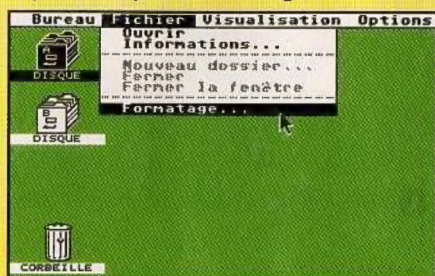 Bureau Fichier Visualisation Options
Ouvrir
Informations...
Nouveau dossier...
Fermer
Fermer la fenêtre
Formatage...
A
DISQUE
B
DISQUE
CORBEILLE